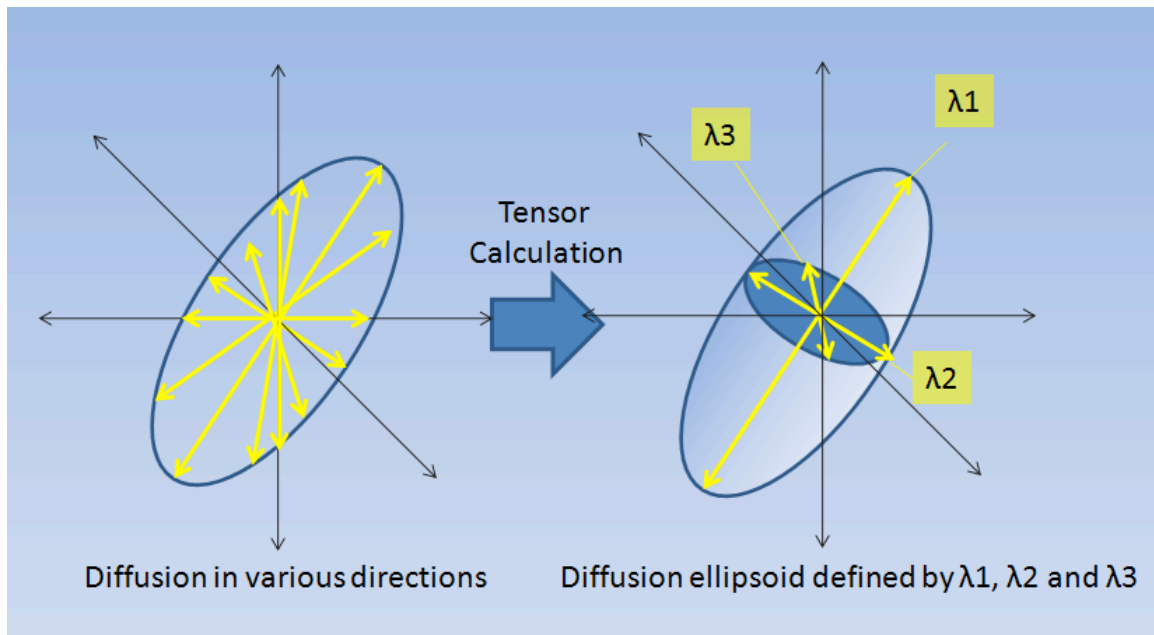 λ1
λ3
Tensor
Calculation
λ2
Diffusion in various directions
Diffusion ellipsoid defined by λ1, λ2 and λ3